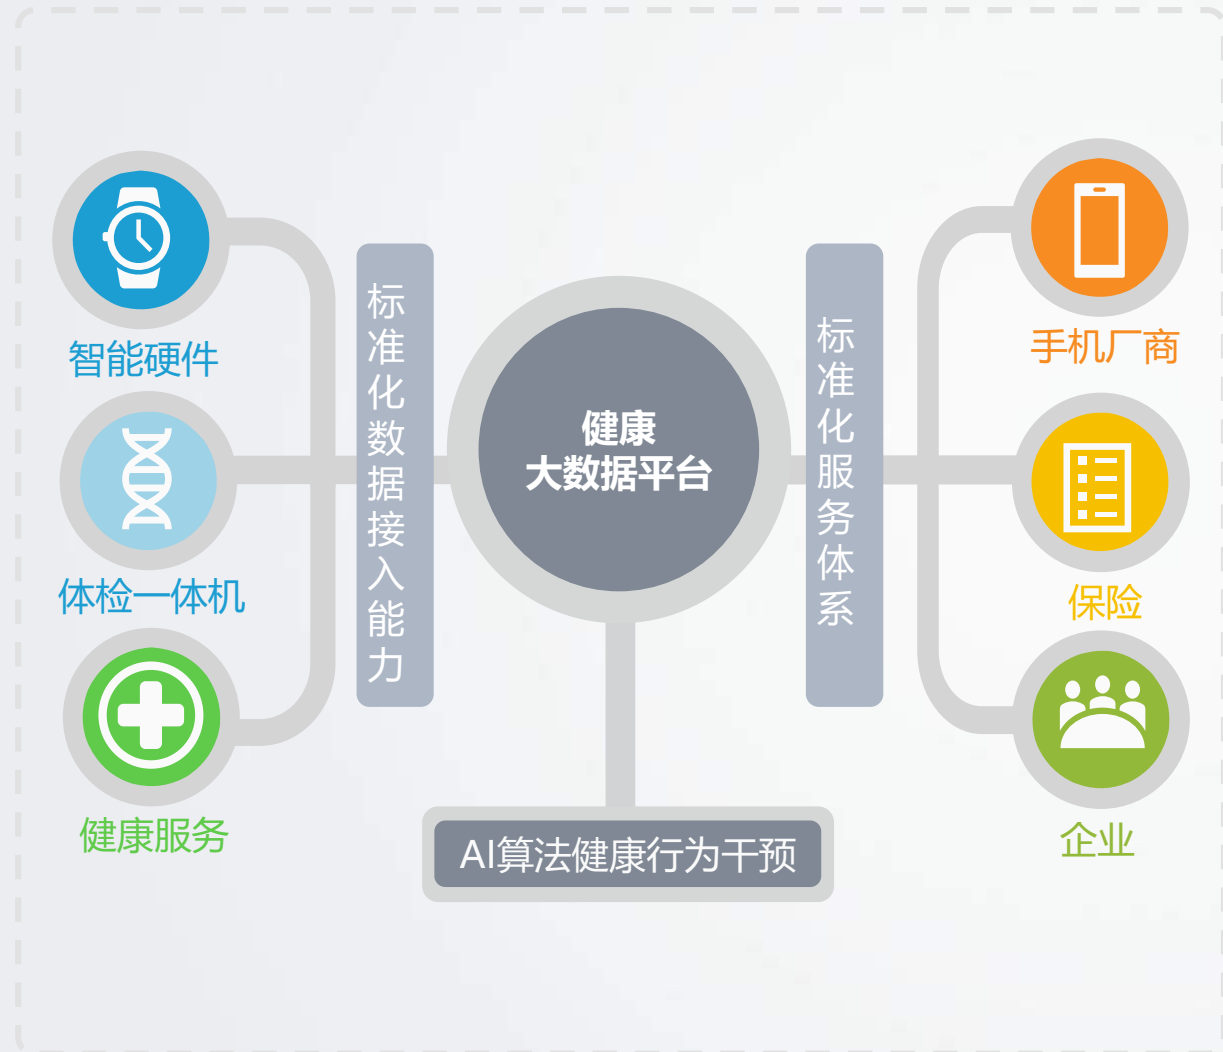 智能硬件
体检一体机
健康服务
标准化数据接入能力
健康
大数据平台
AI算法健康行为干预
标准化服务体系
手机厂商
保险
企业